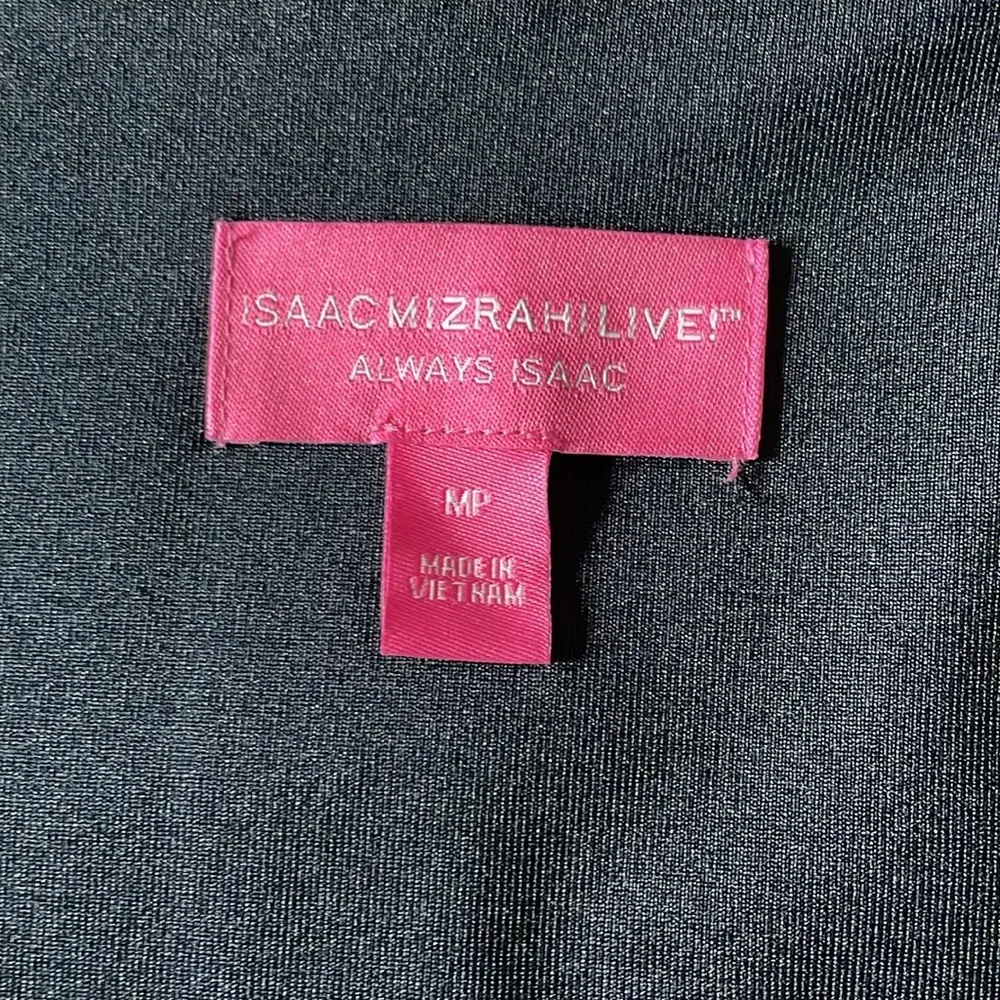 ISAACMIZRAHILIVE!™
ALWAYS ISAAC
MP
MADE IN
VIETNAM